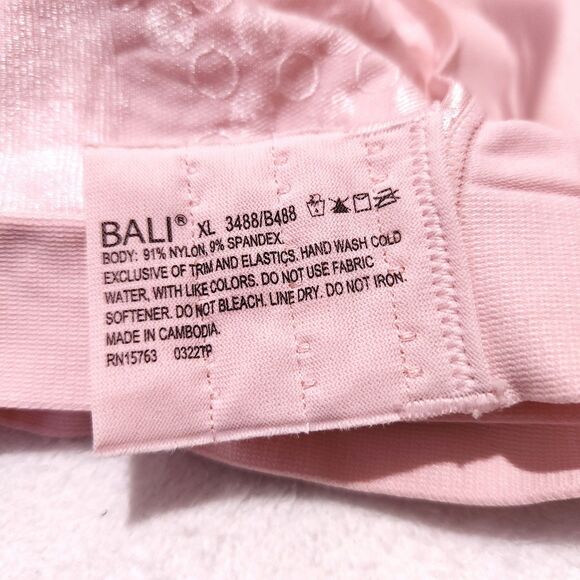 BALI® XL 3488/B488
BODY: 91% NYLON, 9% SPANDEX.
EXCLUSIVE OF TRIM AND ELASTICS. HAND WASH COLD
WATER, WITH LIKE COLORS. DO NOT USE FABRIC
SOFTENER. DO NOT BLEACH. LINE DRY. DO NOT IRON.
MADE IN CAMBODIA.
RN15763 03227P